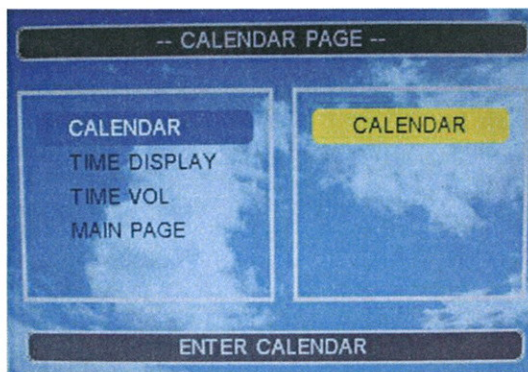 -- CALENDAR PAGE --
CALENDAR
TIME DISPLAY
TIME VOL
MAIN PAGE
CALENDAR
ENTER CALENDAR